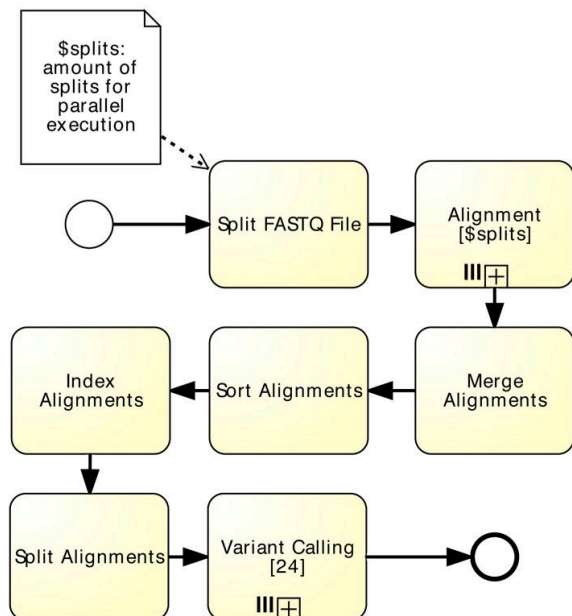 $splits:
amount of
splits for
parallel
execution
Split FASTQ File
Alignment
[$splits]
Index
Alignments
Sort Alignments
Merge
Alignments
Split Alignments
Variant Calling
[24]